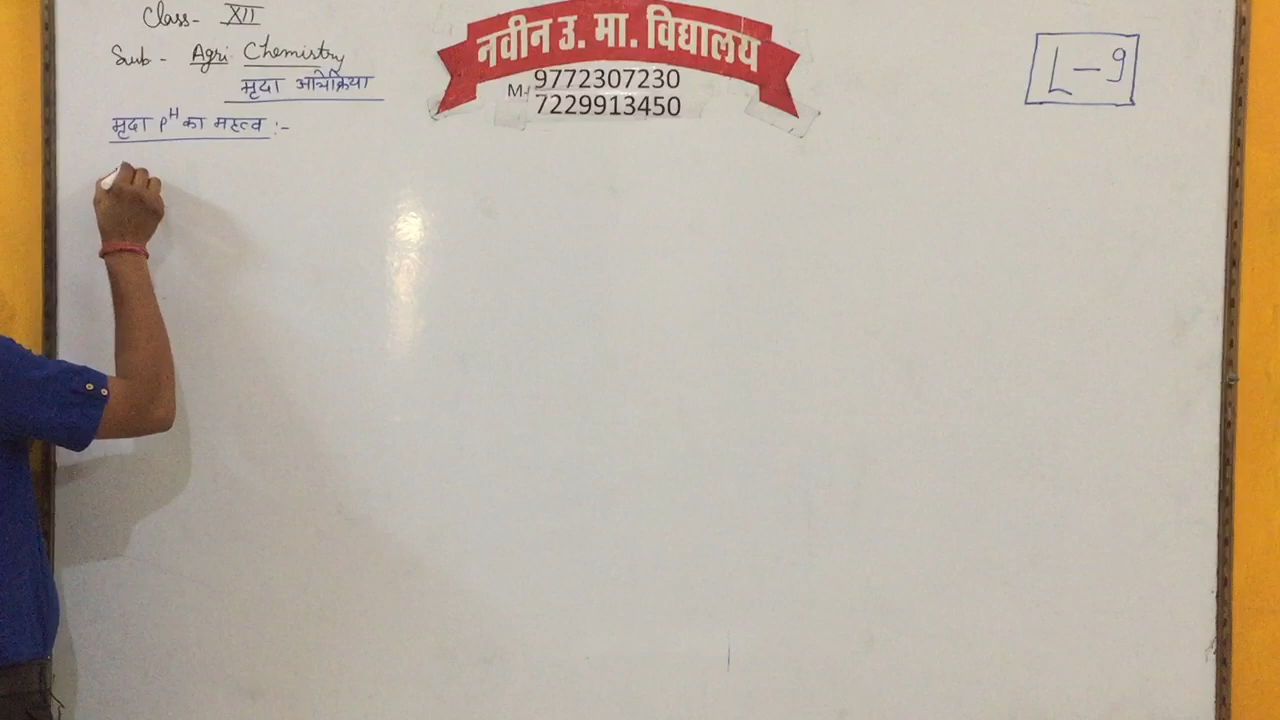 Class- XII
Sub - Agri Chemistry
मृदा अभिक्रिया
मृदा pH का महत्व :-
नवीन उ. मा. विद्यालय
M- 9772307230
7229913450
L-9